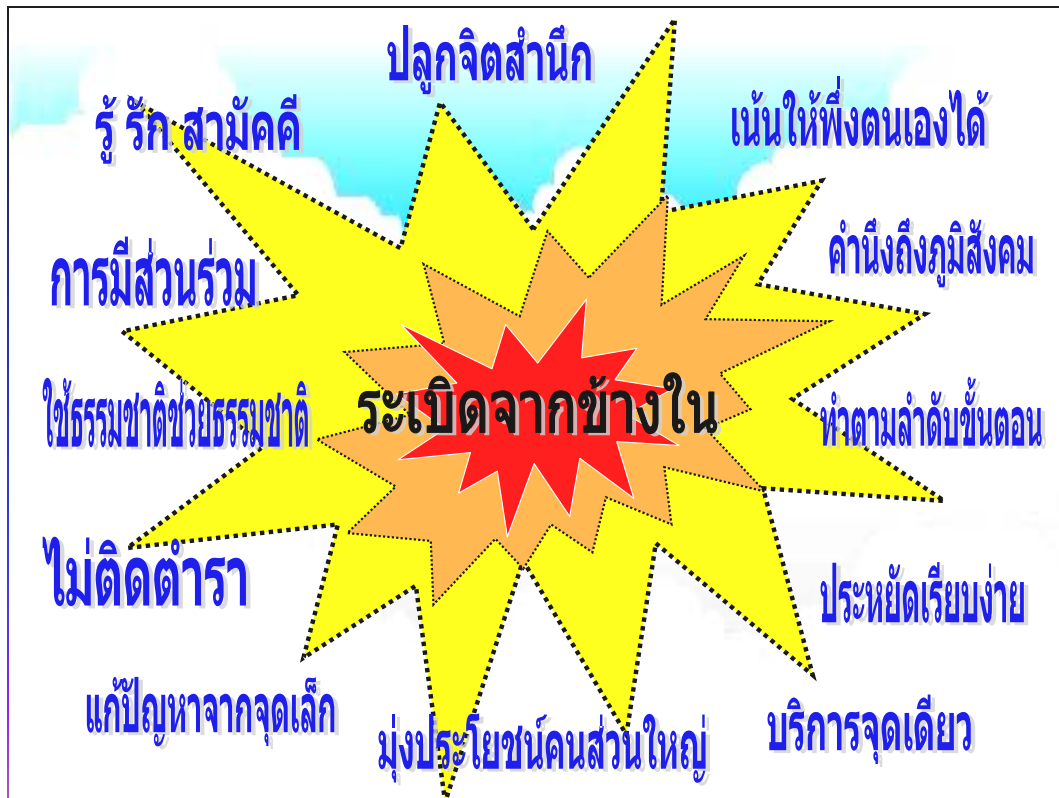 ปลูกจิตสำนึก
รู้ รัก สามัคคี
เน้นให้พึ่งตนเองได้
การมีส่วนร่วม
คำนึงถึงภูมิสังคม
ใช้ธรรมชาติช่วยธรรมชาติ
ระเบิดจากข้างใน
ทำตามลำดับขั้นตอน
ไม่ติดตำรา
ประหยัดเรียบง่าย
แก้ปัญหาจากจุดเล็ก
มุ่งประโยชน์คนส่วนใหญ่
บริการจุดเดียว